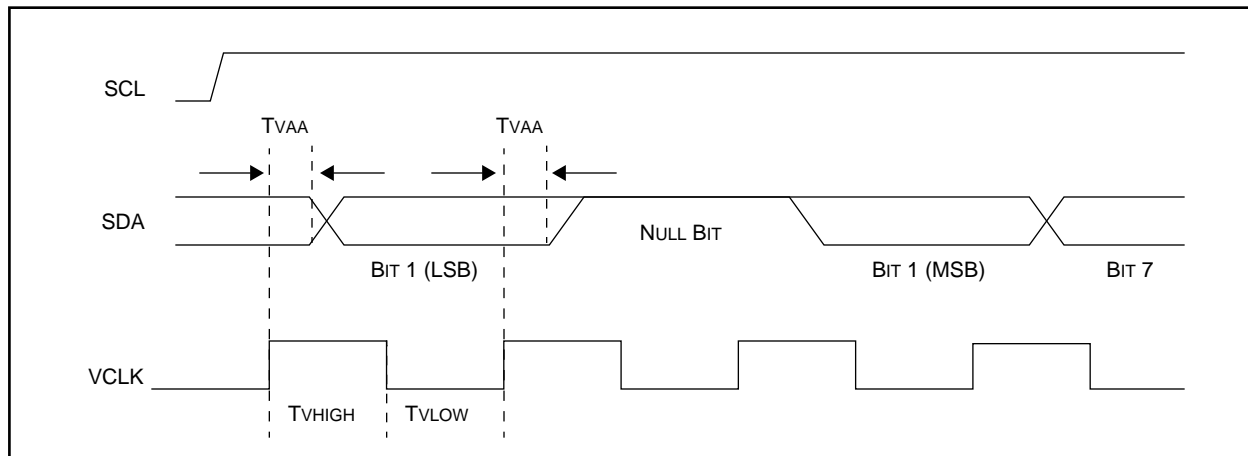 SCL
TVAA TVAA
SDA
NULL BIT
BIT 1 (LSB) BIT 1 (MSB) BIT 7
VCLK
TVHIGH TVLOW